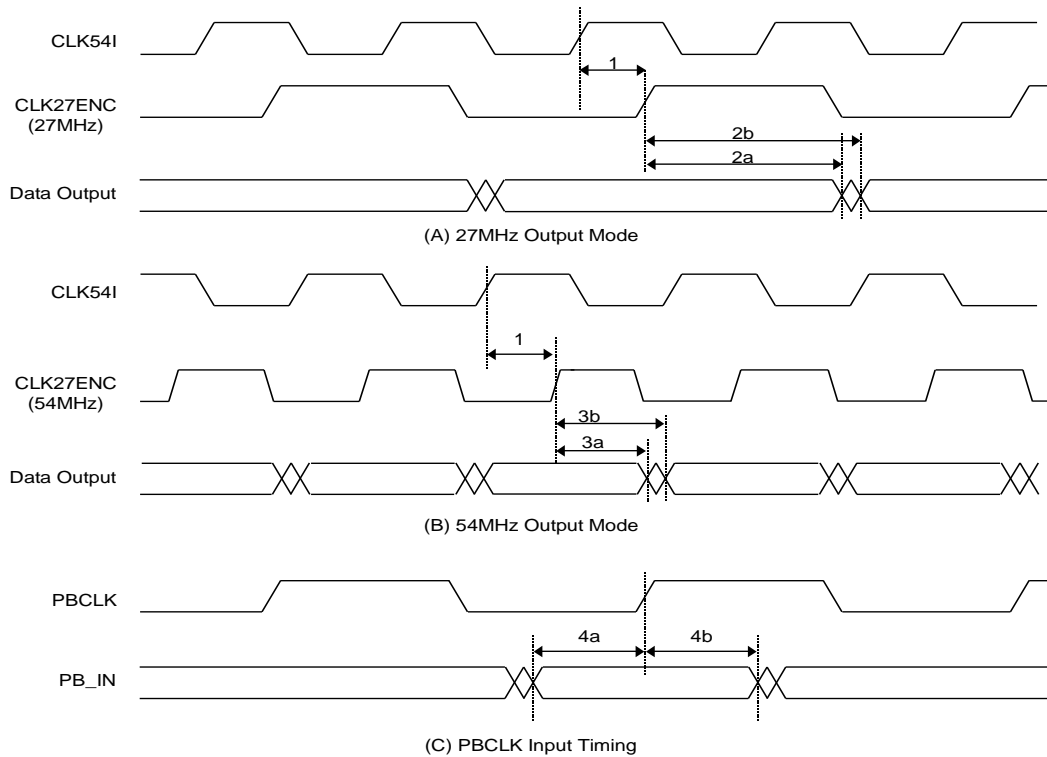 CLK54I
1
CLK27ENC
(27MHz)
2b
2a
Data Output
(A) 27MHz Output Mode
CLK54I
1
CLK27ENC
(54MHz)
3b
3a
Data Output
(B) 54MHz Output Mode
PBCLK
4a
4b
PB_IN
(C) PBCLK Input Timing